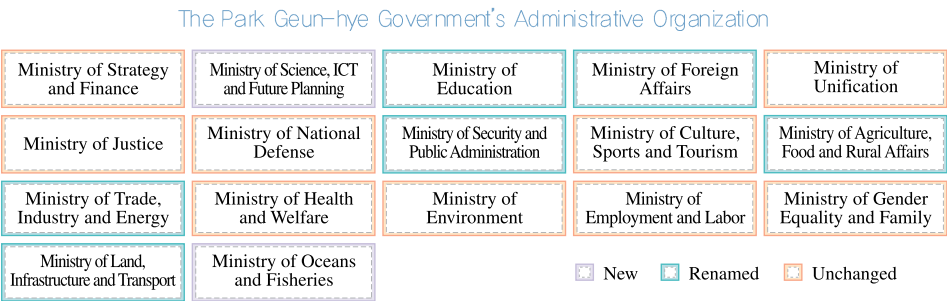 The Park Geun-hye Government's Administrative Organization
Ministry of Strategy
and Finance
Ministry of Science, ICT
and Future Planning
Ministry of
Education
Ministry of Foreign
Affairs
Ministry of
Unification
Ministry of Justice
Ministry of National
Defense
Ministry of Security and
Public Administration
Ministry of Culture,
Sports and Tourism
Ministry of Agriculture,
Food and Rural Affairs
Ministry of Trade,
Industry and Energy
Ministry of Health
and Welfare
Ministry of
Environment
Ministry of
Employment and Labor
Ministry of Gender
Equality and Family
Ministry of Land,
Infrastructure and Transport
Ministry of Oceans
and Fisheries
New
Renamed
Unchanged